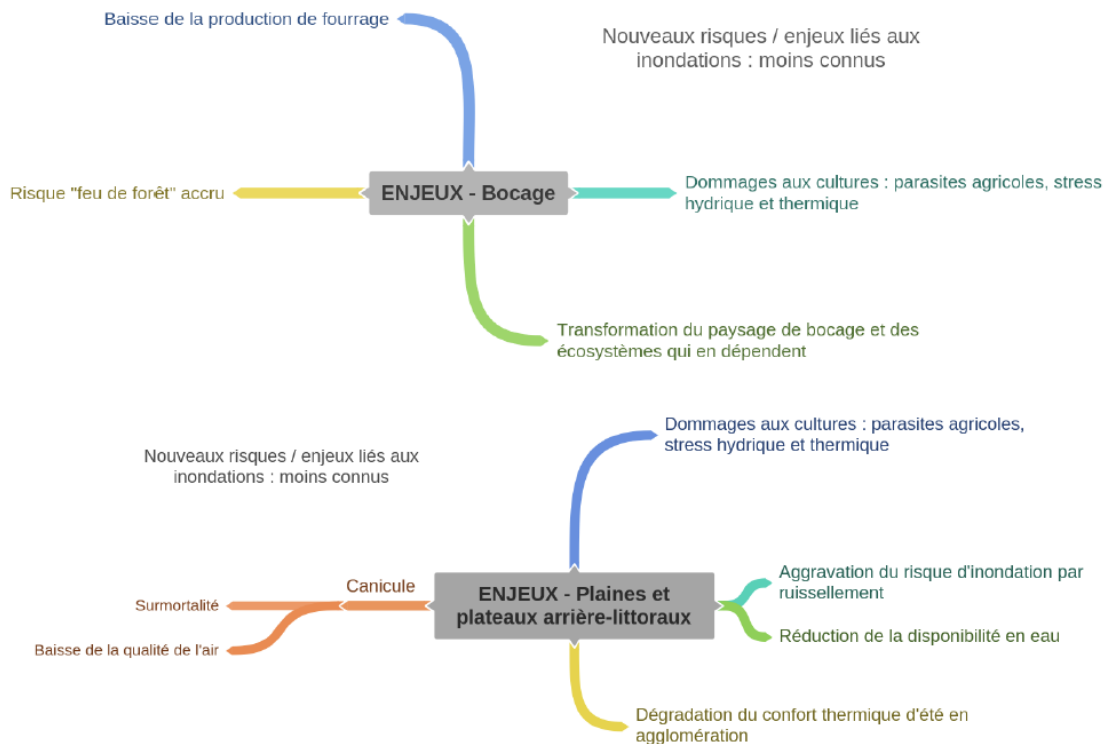 Baisse de la production de fourrage
Nouveaux risques / enjeux liés aux
inondations : moins connus
Risque "feu de forêt" accru
ENJEUX - Bocage
Dommages aux cultures : parasites agricoles, stress
hydrique et thermique
Transformation du paysage de bocage et des
écosystèmes qui en dépendent
Dommages aux cultures : parasites agricoles,
stress hydrique et thermique
Nouveaux risques / enjeux liés aux
inondations : moins connus
Canicule
Surmortalité
Baisse de la qualité de l'air
ENJEUX - Plaines et
plateaux arrière-littoraux
Aggravation du risque d'inondation par
ruissellement
Réduction de la disponibilité en eau
Dégradation du confort thermique d'été en
agglomération